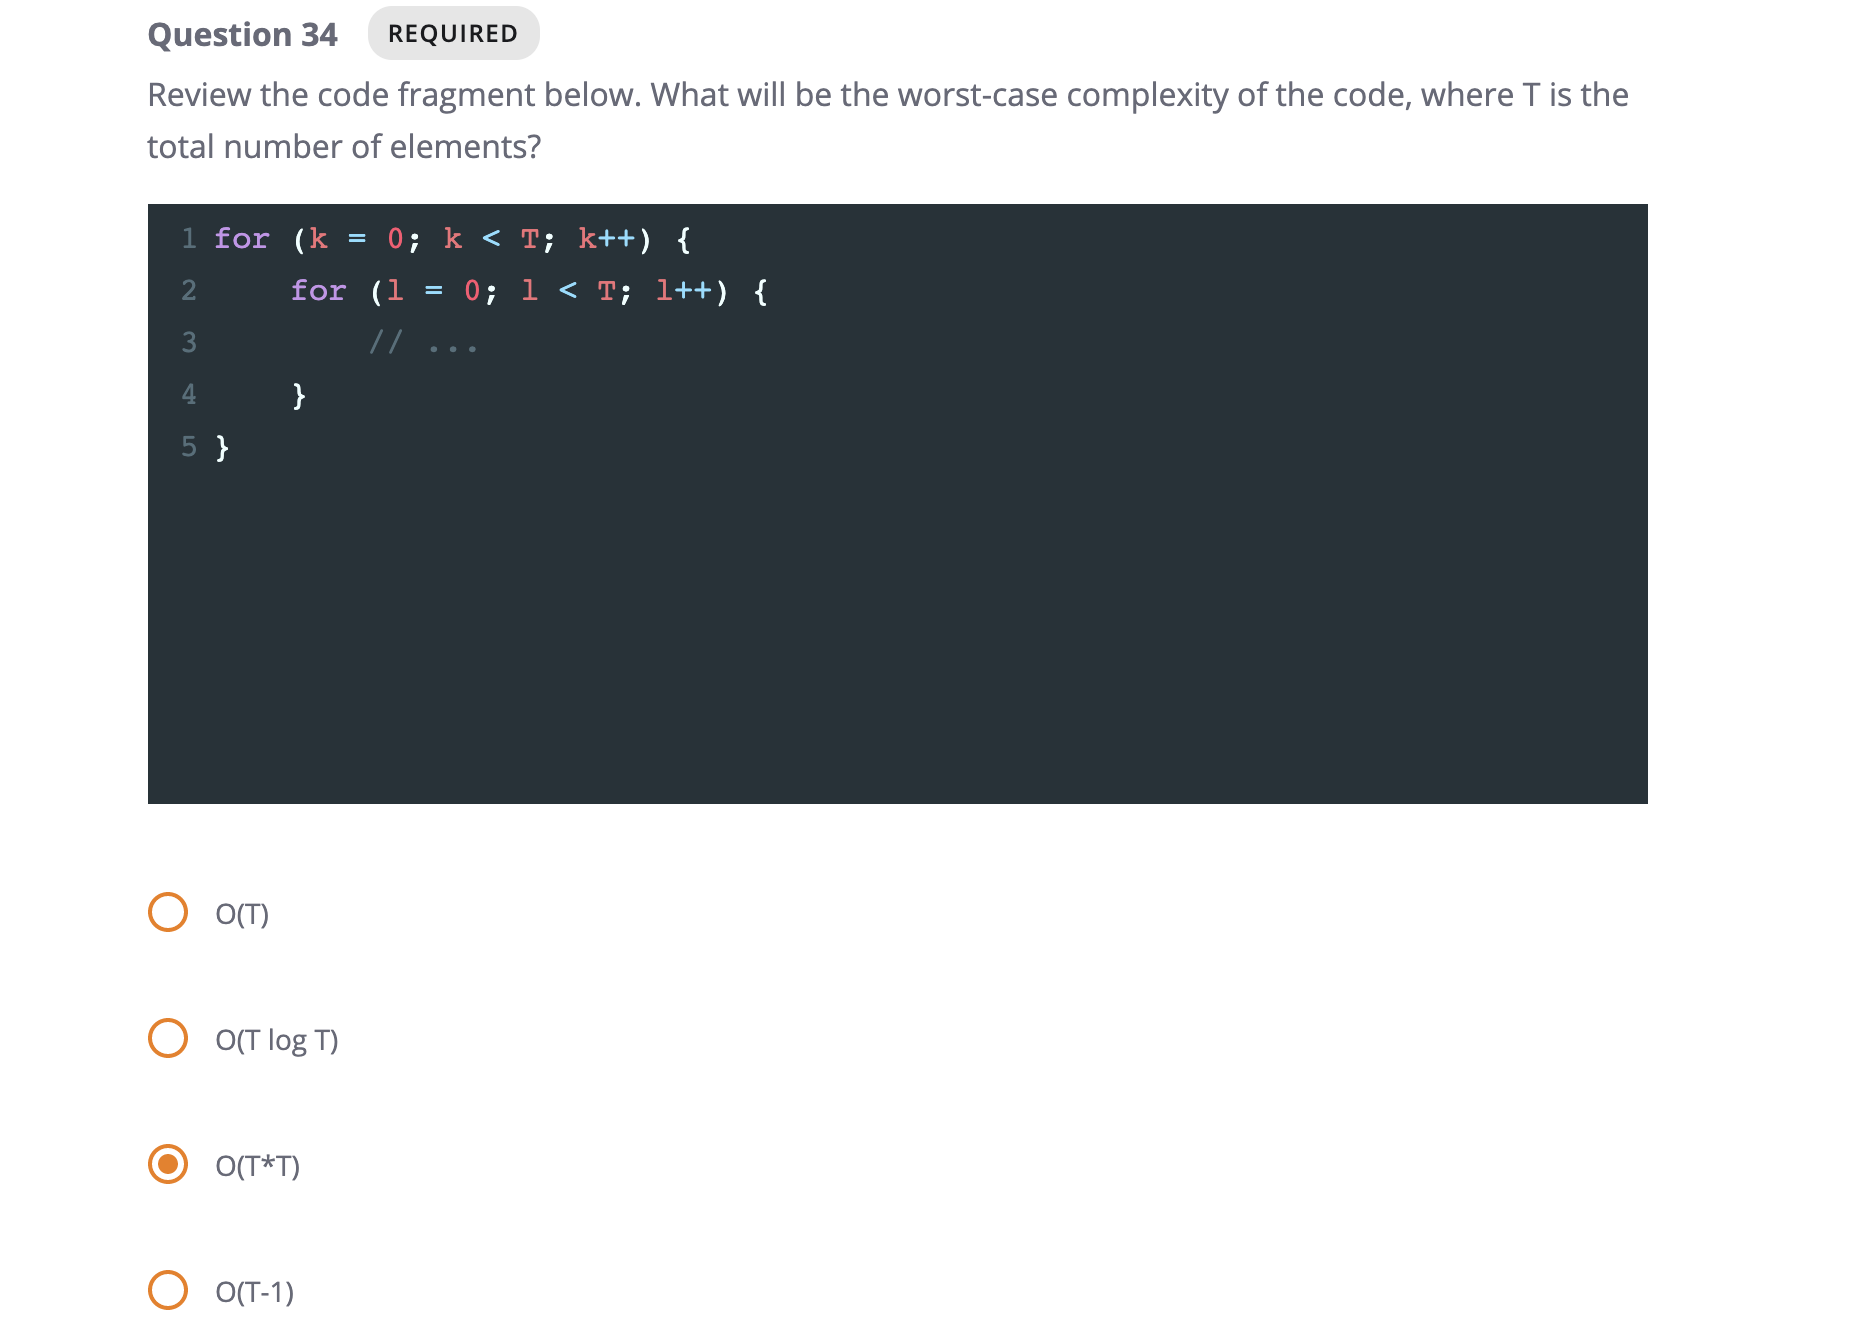 Question 34 REQUIRED
Review the code fragment below. What will be the worst-case complexity of the code, where T is the
total number of elements?
1 for (k = 0; k < T; k++) {
2     for (l = 0; l < T; l++) {
3         // ...
4     }
5 }
O(T)
O(T log T)
O(T*T)
O(T-1)